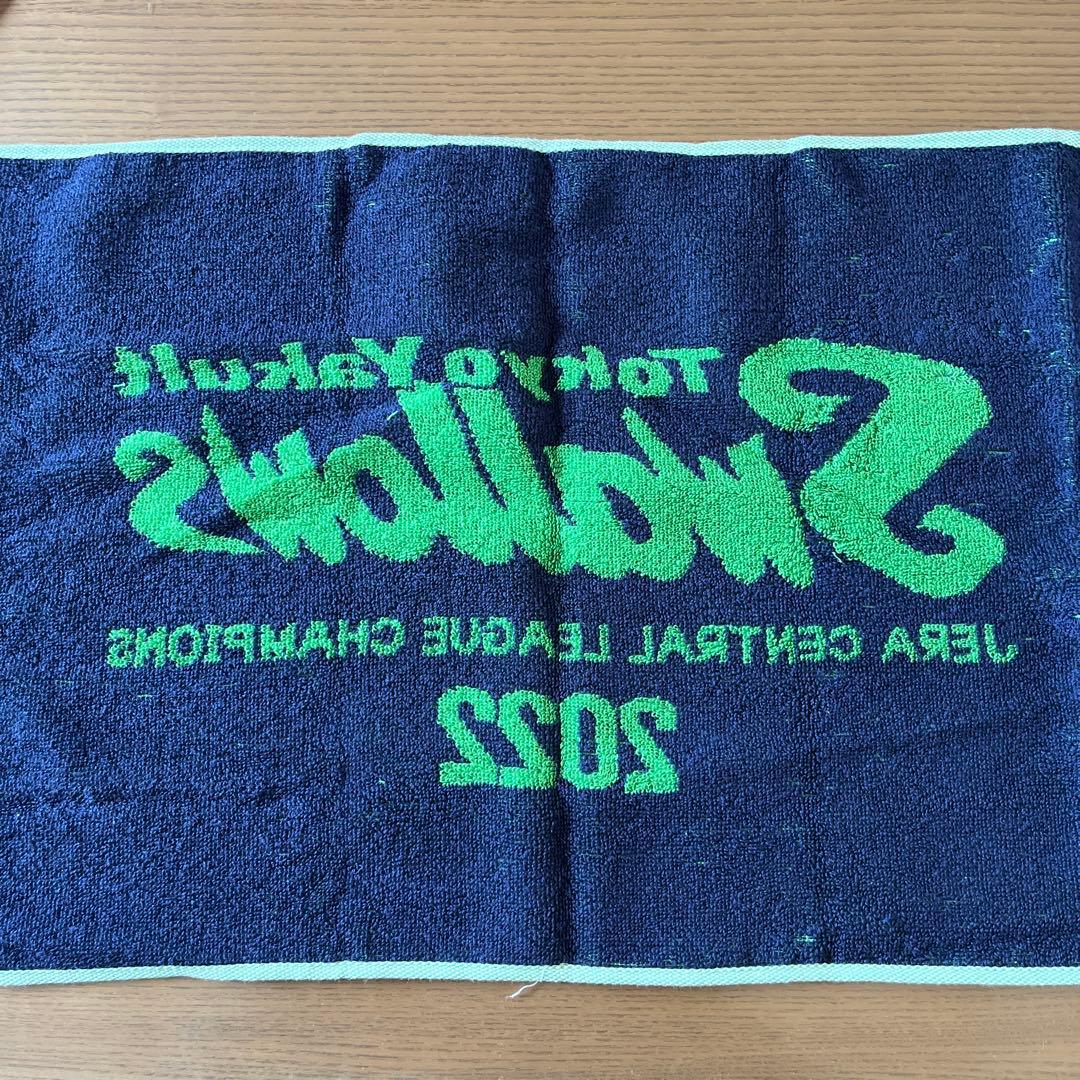 Tokyo Yakult
Swallows
JERA CENTRAL LEAGUE CHAMPIONS
2022